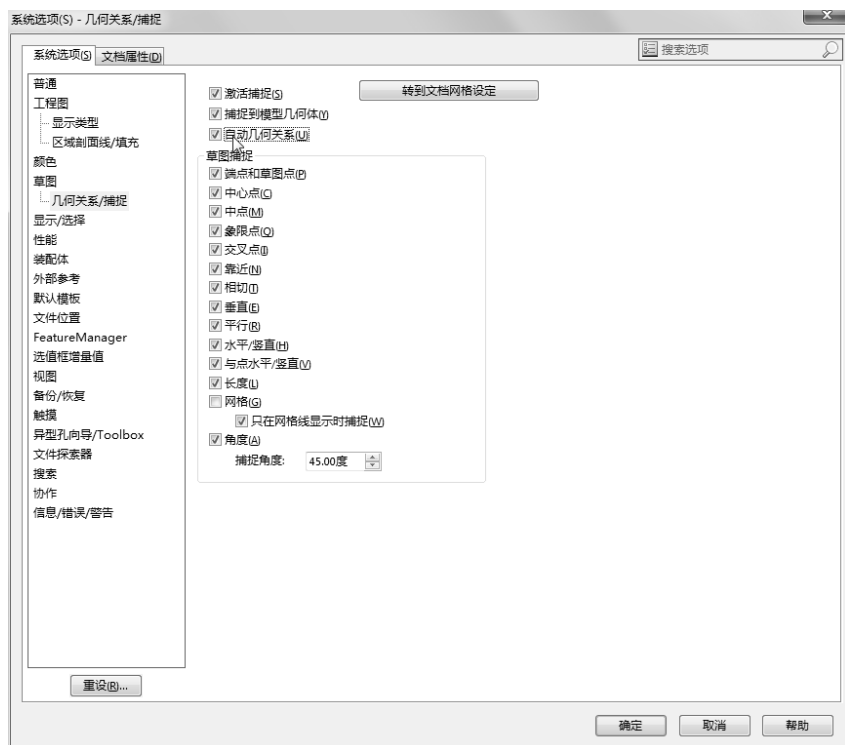 系统选项(S) - 几何关系/捕捉
系统选项(S) 文档属性(D)
搜索选项
普通
工程图
显示类型
区域剖面线/填充
颜色
草图
几何关系/捕捉
显示/选择
性能
装配体
外部参考
默认模板
文件位置
FeatureManager
选值框增量值
视图
备份/恢复
触摸
异型孔向导/Toolbox
文件探索器
搜索
协作
信息/错误/警告
重设(R)...
激活捕捉(S)
转到文档网格设定
捕捉到模型几何体(Y)
自动几何关系(U)
草图捕捉
端点和草图点(P)
中心点(C)
中点(M)
象限点(Q)
交叉点(I)
靠近(N)
相切(T)
垂直(E)
平行(R)
水平/竖直(H)
与点水平/竖直(V)
长度(L)
网格(G)
只在网格线显示时捕捉(W)
角度(A)
捕捉角度: 45.00度
确定 取消 帮助